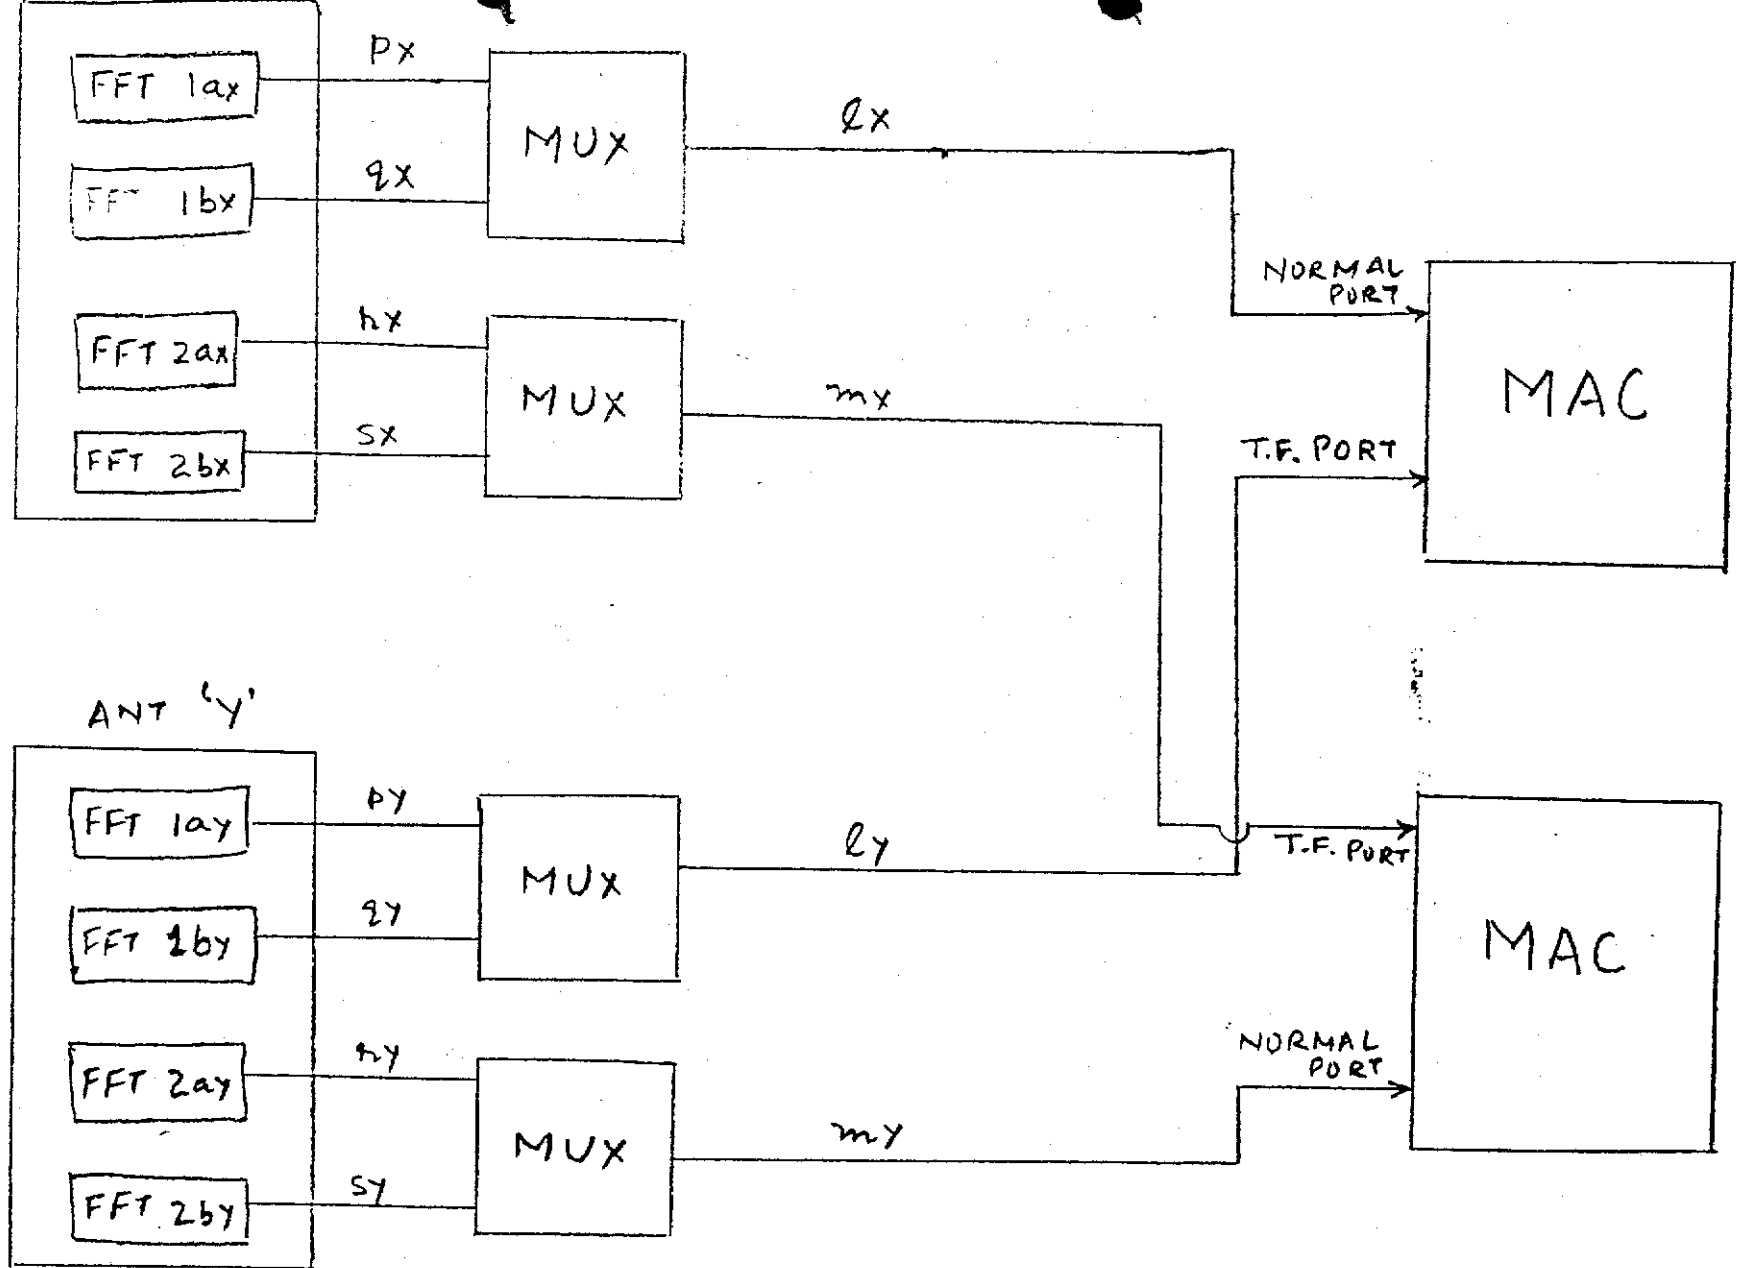 px
FFT 1ax
MUX
lx
qx
FFT 1bx
NORMAL
PORT
rx
FFT 2ax
MUX
mx
MAC
sx
FFT 2bx
T.F. PORT
ANT 'Y'
py
FFT 1ay
MUX
ly
T.F. PORT
qy
FFT 1by
MAC
ry
FFT 2ay
NORMAL
PORT
MUX
my
sy
FFT 2by